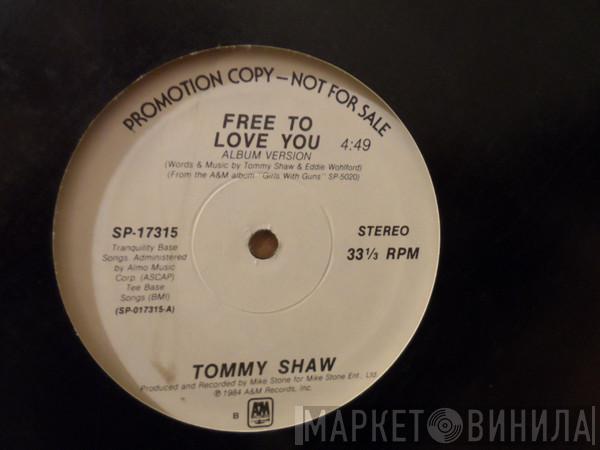 PROMOTION COPY—NOT FOR SALE
FREE TO
LOVE YOU 4:49
ALBUM VERSION
(Words & Music by Tommy Shaw & Eddie Wohlford)
(From the A&M album "Girls With Guns" SP-5020)
SP-17315
Tranquility Base
Songs. Administered
by Almo Music
Corp. (ASCAP)
Tee Base
Songs (BMI)
(SP-017315-A)
STEREO
33⅓ RPM
TOMMY SHAW
Produced and Recorded by Mike Stone for Mike Stone Ent., Ltd.
℗1984 A&M Records, Inc.
B
A&M
МАРКЕТ ВИНИЛА